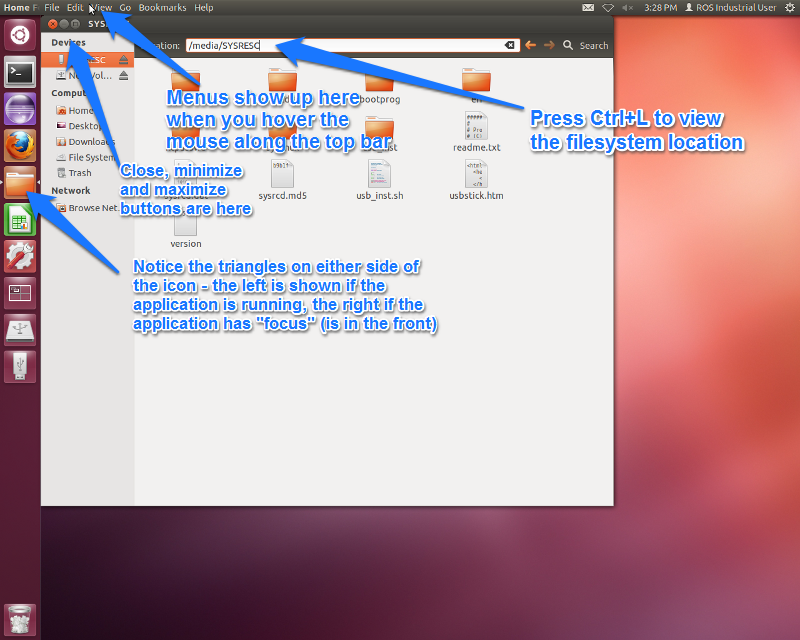 Home F File Edit View Go Bookmarks Help 3:28 PM ROS Industrial User
SYS
Devices
ation: /media/SYSRESC Search
ESC
Ne Vol...
Comput
Home
Desktop
Downloads
File System
Trash
Network
Browse Net
Menus show up here
when you hover the
mouse along the top bar
Press Ctrl+L to view
the filesystem location
Close, minimize
and maximize
buttons are here
Notice the triangles on either side of
the icon - the left is shown if the
application is running, the right if the
application has "focus" (is in the front)
bootprog
readme.txt
sysrcd.md5
usb_inst.sh
usbstick.htm
version